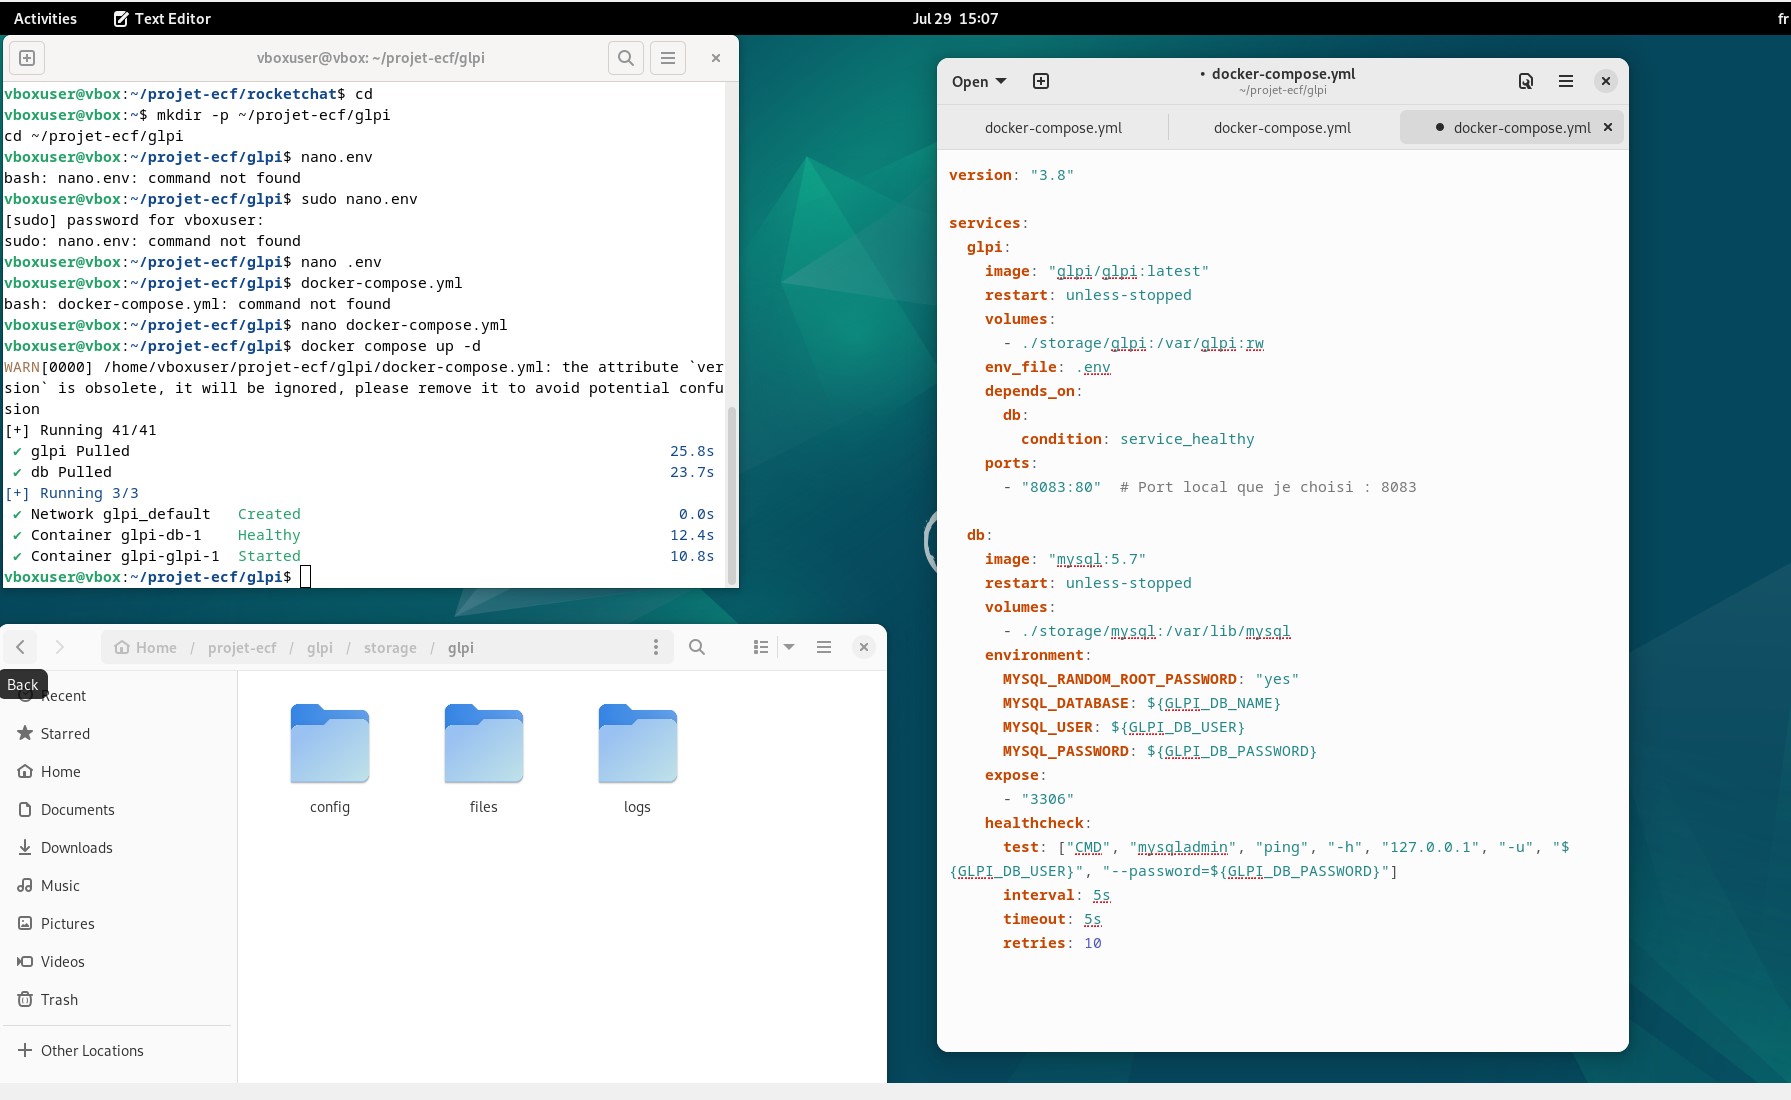 Activities
Text Editor
Jul 29 15:07
fr
vboxuser@vbox: ~/projet-ecf/glpi
vboxuser@vbox:~/projet-ecf/rocketchat$ cd
vboxuser@vbox:~$ mkdir -p ~/projet-ecf/glpi
cd ~/projet-ecf/glpi
vboxuser@vbox:~/projet-ecf/glpi$ nano.env
bash: nano.env: command not found
vboxuser@vbox:~/projet-ecf/glpi$ sudo nano.env
[sudo] password for vboxuser:
sudo: nano.env: command not found
vboxuser@vbox:~/projet-ecf/glpi$ nano .env
vboxuser@vbox:~/projet-ecf/glpi$ docker-compose.yml
bash: docker-compose.yml: command not found
vboxuser@vbox:~/projet-ecf/glpi$ nano docker-compose.yml
vboxuser@vbox:~/projet-ecf/glpi$ docker compose up -d
WARN[0000] /home/vboxuser/projet-ecf/glpi/docker-compose.yml: the attribute `ver
sion` is obsolete, it will be ignored, please remove it to avoid potential confu
sion
[+] Running 41/41
✔ glpi Pulled 25.8s
✔ db Pulled 23.7s
[+] Running 3/3
✔ Network glpi_default Created 0.0s
✔ Container glpi-db-1 Healthy 12.4s
✔ Container glpi-glpi-1 Started 10.8s
vboxuser@vbox:~/projet-ecf/glpi$
Home / projet-ecf / glpi / storage / glpi
Back
Recent
Starred
Home
Documents
Downloads
Music
Pictures
Videos
Trash
Other Locations
config
files
logs
Open
• docker-compose.yml
~/projet-ecf/glpi
docker-compose.yml
docker-compose.yml
docker-compose.yml
version: "3.8"
services:
  glpi:
    image: "glpi/glpi:latest"
    restart: unless-stopped
    volumes:
      - ./storage/glpi:/var/glpi:rw
    env_file: .env
    depends_on:
      db:
        condition: service_healthy
    ports:
      - "8083:80"  # Port local que je choisi : 8083
  db:
    image: "mysql:5.7"
    restart: unless-stopped
    volumes:
      - ./storage/mysql:/var/lib/mysql
    environment:
      MYSQL_RANDOM_ROOT_PASSWORD: "yes"
      MYSQL_DATABASE: ${GLPI_DB_NAME}
      MYSQL_USER: ${GLPI_DB_USER}
      MYSQL_PASSWORD: ${GLPI_DB_PASSWORD}
    expose:
      - "3306"
    healthcheck:
      test: ["CMD", "mysqladmin", "ping", "-h", "127.0.0.1", "-u", "$
{GLPI_DB_USER}", "--password=${GLPI_DB_PASSWORD}"]
      interval: 5s
      timeout: 5s
      retries: 10